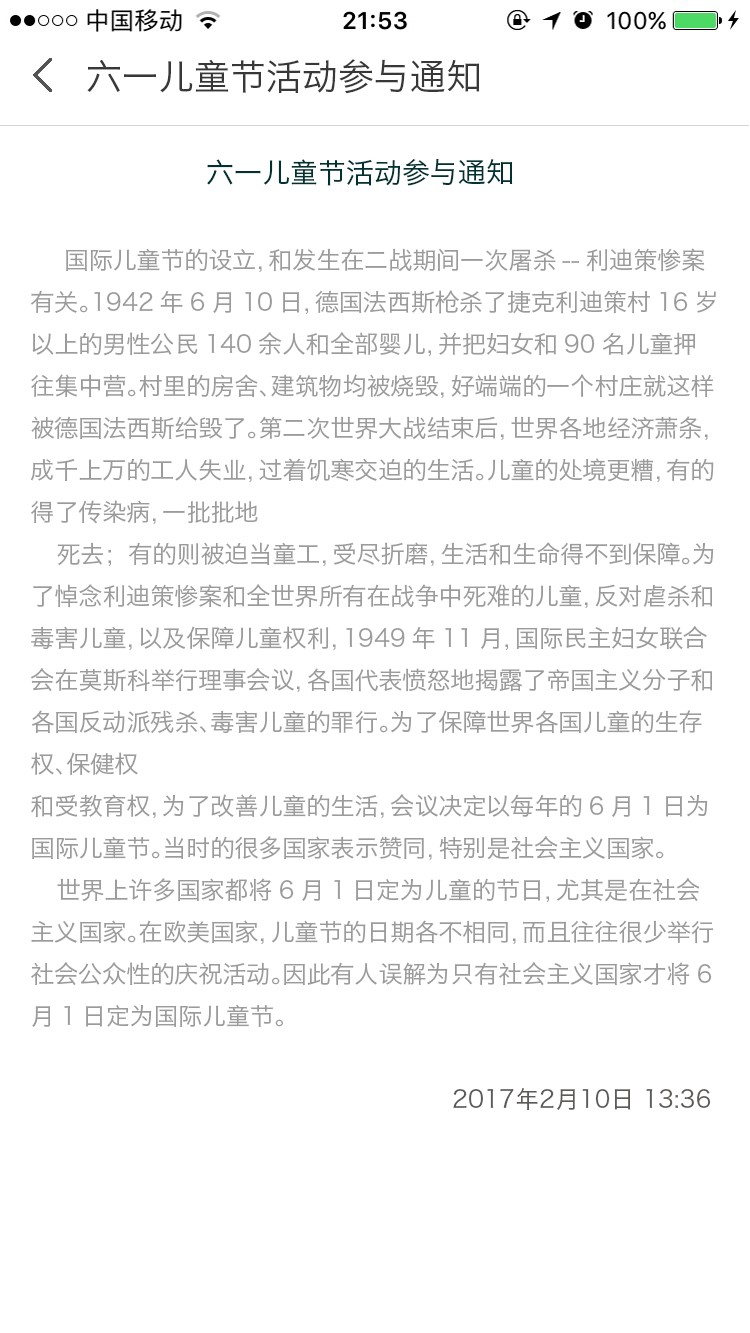 中国移动 21:53 100%
六一儿童节活动参与通知
六一儿童节活动参与通知
国际儿童节的设立, 和发生在二战期间一次屠杀 -- 利迪策惨案
有关。1942 年 6 月 10 日, 德国法西斯枪杀了捷克利迪策村 16 岁
以上的男性公民 140 余人和全部婴儿, 并把妇女和 90 名儿童押
往集中营。村里的房舍、建筑物均被烧毁, 好端端的一个村庄就这样
被德国法西斯给毁了。第二次世界大战结束后, 世界各地经济萧条,
成千上万的工人失业, 过着饥寒交迫的生活。儿童的处境更糟, 有的
得了传染病, 一批批地
死去；有的则被迫当童工, 受尽折磨, 生活和生命得不到保障。为
了悼念利迪策惨案和全世界所有在战争中死难的儿童, 反对虐杀和
毒害儿童, 以及保障儿童权利, 1949 年 11 月, 国际民主妇女联合
会在莫斯科举行理事会议, 各国代表愤怒地揭露了帝国主义分子和
各国反动派残杀、毒害儿童的罪行。为了保障世界各国儿童的生存
权、保健权
和受教育权, 为了改善儿童的生活, 会议决定以每年的 6 月 1 日为
国际儿童节。当时的很多国家表示赞同, 特别是社会主义国家。
世界上许多国家都将 6 月 1 日定为儿童的节日, 尤其是在社会
主义国家。在欧美国家, 儿童节的日期各不相同, 而且往往很少举行
社会公众性的庆祝活动。因此有人误解为只有社会主义国家才将 6
月 1 日定为国际儿童节。
2017年2月10日 13:36